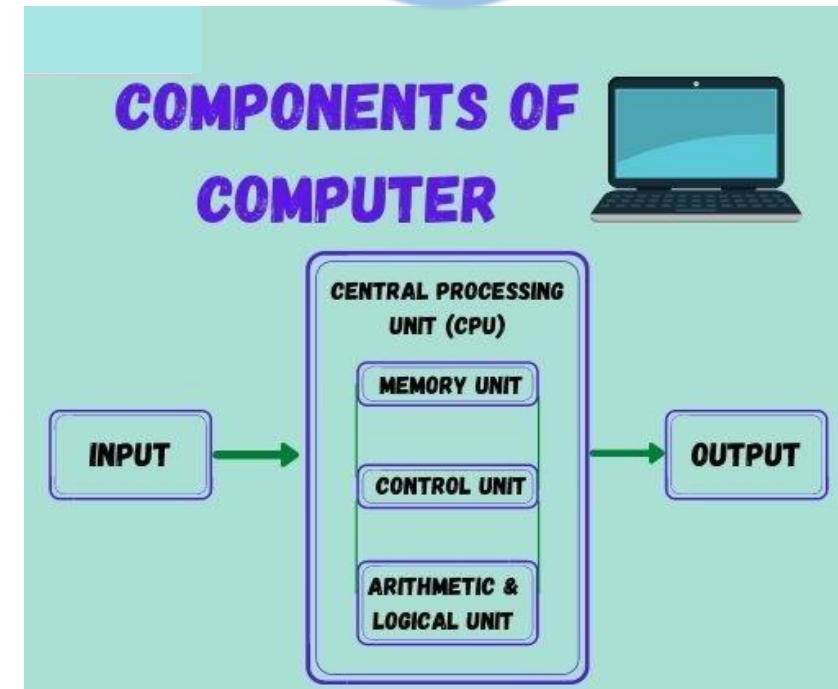 COMPONENTS OF
COMPUTER
CENTRAL PROCESSING
UNIT (CPU)
MEMORY UNIT
INPUT
OUTPUT
CONTROL UNIT
ARITHMETIC &
LOGICAL UNIT